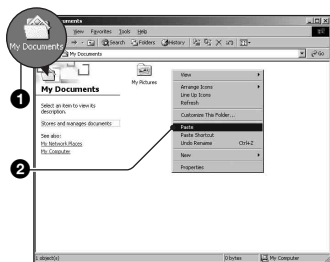 My Documents
View Favorites Tools Help
Search Folders History
My Documents
Go
1
My Documents
Select an item to view its
description.
Stores and manages documents
See also:
My Network Places
My Computer
My Pictures
View
Arrange Icons
Line Up Icons
Refresh
Customize This Folder...
Paste
Paste Shortcut
Undo Rename Ctrl+Z
New
Properties
2
1 object(s)
0 bytes
My Computer